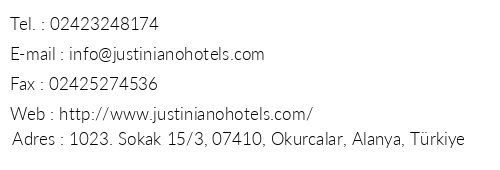 Tel. : 02423248174
E-mail : info@justinianohotels.com
Fax : 02425274536
Web : http://www.justinianohotels.com/
Adres : 1023. Sokak 15/3, 07410, Okurcalar, Alanya, Türkiye